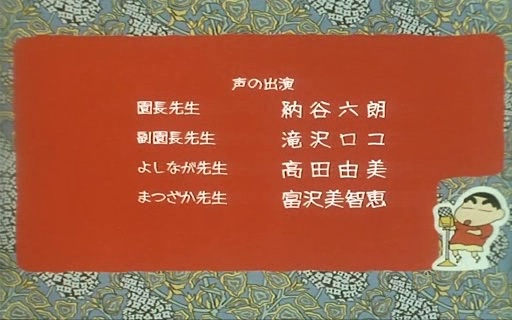 声の出演
園長先生 納谷六朗
副園長先生 滝沢ロコ
よしなが先生 高田由美
まつざか先生 富沢美智恵